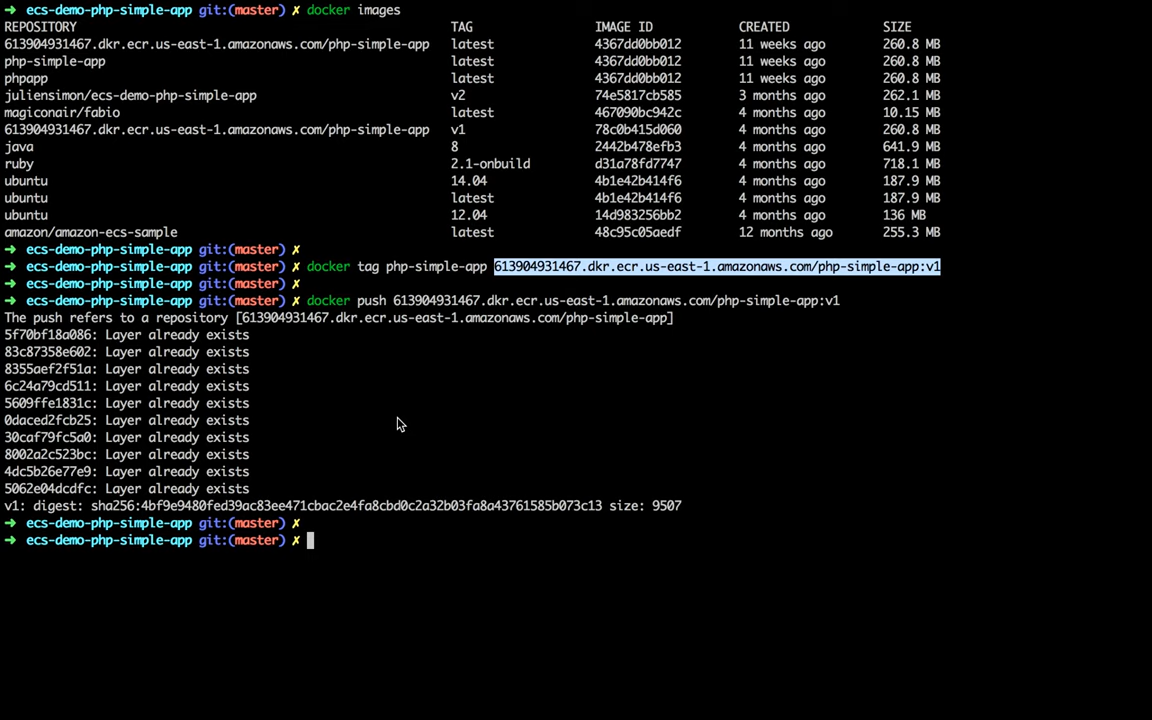 ➜ ecs-demo-php-simple-app git:(master) ✗ docker images
REPOSITORY TAG IMAGE ID CREATED SIZE
613904931467.dkr.ecr.us-east-1.amazonaws.com/php-simple-app latest 4367dd0bb012 11 weeks ago 260.8 MB
php-simple-app latest 4367dd0bb012 11 weeks ago 260.8 MB
phpapp latest 4367dd0bb012 11 weeks ago 260.8 MB
juliensimon/ecs-demo-php-simple-app v2 74e5817cb585 3 months ago 262.1 MB
magiconair/fabio latest 467090bc942c 4 months ago 10.15 MB
613904931467.dkr.ecr.us-east-1.amazonaws.com/php-simple-app v1 78c0b415d060 4 months ago 260.8 MB
java 8 2442b478efb3 4 months ago 641.9 MB
ruby 2.1-onbuild d31a78fd7747 4 months ago 718.1 MB
ubuntu 14.04 4b1e42b414f6 4 months ago 187.9 MB
ubuntu latest 4b1e42b414f6 4 months ago 187.9 MB
ubuntu 12.04 14d983256bb2 4 months ago 136 MB
amazon/amazon-ecs-sample latest 48c95c05aedf 12 months ago 255.3 MB
➜ ecs-demo-php-simple-app git:(master) ✗
➜ ecs-demo-php-simple-app git:(master) ✗ docker tag php-simple-app 613904931467.dkr.ecr.us-east-1.amazonaws.com/php-simple-app:v1
➜ ecs-demo-php-simple-app git:(master) ✗
➜ ecs-demo-php-simple-app git:(master) ✗ docker push 613904931467.dkr.ecr.us-east-1.amazonaws.com/php-simple-app:v1
The push refers to a repository [613904931467.dkr.ecr.us-east-1.amazonaws.com/php-simple-app]
5f70bf18a086: Layer already exists
83c87358e602: Layer already exists
8355aef2f51a: Layer already exists
6c24a79cd511: Layer already exists
5609ffe1831c: Layer already exists
0daced2fcb25: Layer already exists
30caf79fc5a0: Layer already exists
8002a2c523bc: Layer already exists
4dc5b26e77e9: Layer already exists
5062e04dcdfc: Layer already exists
v1: digest: sha256:4bf9e9480fed39ac83ee471cbac2e4fa8cbd0c2a32b03fa8a43761585b073c13 size: 9507
➜ ecs-demo-php-simple-app git:(master) ✗
➜ ecs-demo-php-simple-app git:(master) ✗